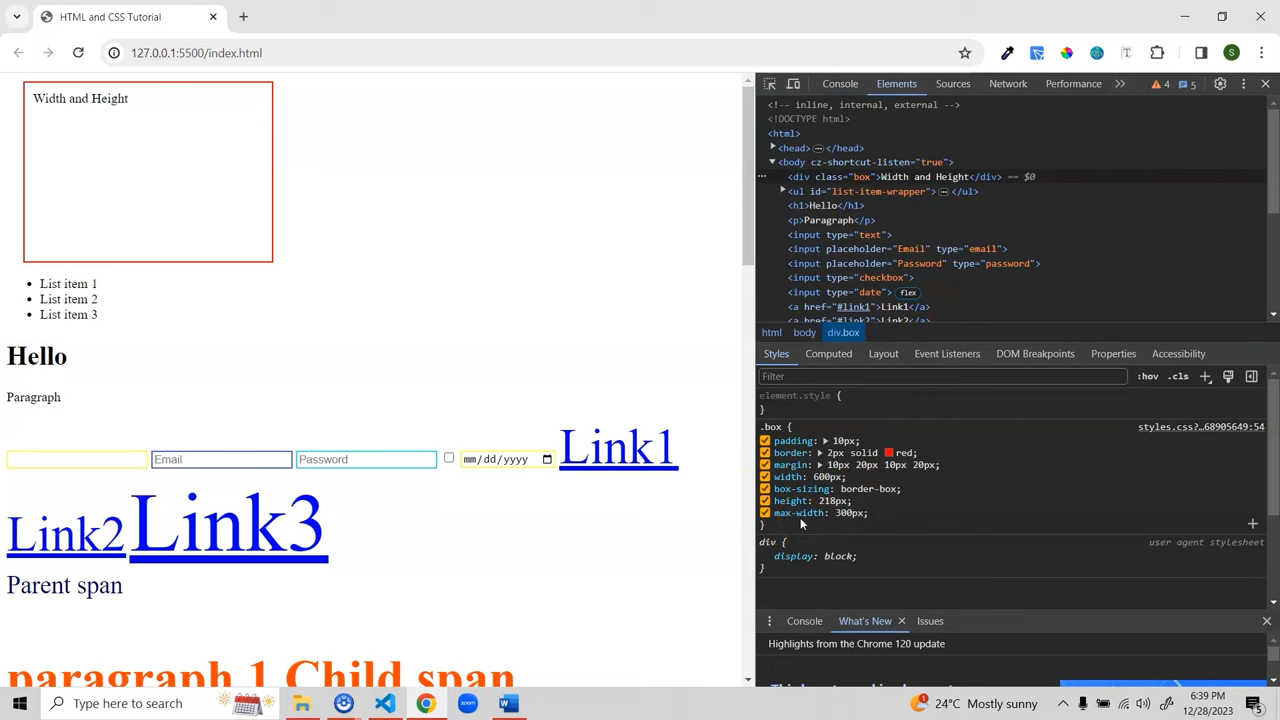 HTML and CSS Tutorial
127.0.0.1:5500/index.html
S
Width and Height
List item 1
List item 2
List item 3
Hello
Paragraph
Email
Password
mm/dd/yyyy
Link1
Link2 Link3
Parent span
paragraph 1 Child span
Console Elements Sources Network Performance 4 5
<!-- inline, internal, external -->
<!DOCTYPE html>
<html>
<head> </head>
<body cz-shortcut-listen="true">
<div class="box">Width and Height</div> == $0
<ul id="list-item-wrapper"> </ul>
<h1>Hello</h1>
<p>Paragraph</p>
<input type="text">
<input placeholder="Email" type="email">
<input placeholder="Password" type="password">
<input type="checkbox">
<input type="date"> flex
<a href="#link1">Link1</a>
<a href="#link2">Link2</a>
html body div.box
Styles Computed Layout Event Listeners DOM Breakpoints Properties Accessibility
Filter :hov .cls
element.style {
}
.box { styles.css?…68905649:54
padding: 10px;
border: 2px solid red;
margin: 10px 20px 10px 20px;
width: 600px;
box-sizing: border-box;
height: 218px;
max-width: 300px;
}
div { user agent stylesheet
display: block;
}
Console What's New Issues
Highlights from the Chrome 120 update
Type here to search
zoom
24°C Mostly sunny
6:39 PM
12/28/2023
5